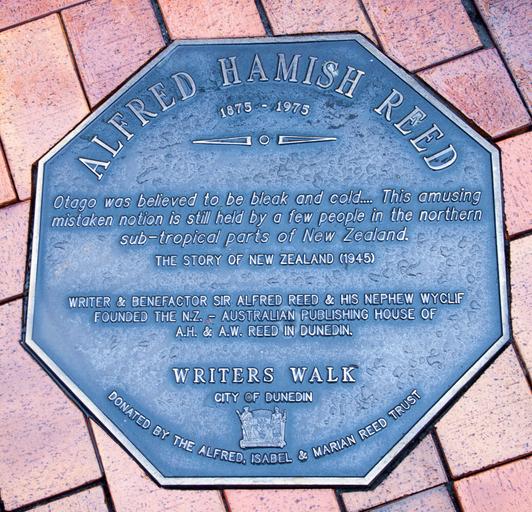 ALFRED HAMISH REED
1875 - 1975
Otago was believed to be bleak and cold.... This amusing
mistaken notion is still held by a few people in the northern
sub-tropical parts of New Zealand.
THE STORY OF NEW ZEALAND (1945)
WRITER & BENEFACTOR SIR ALFRED REED & HIS NEPHEW WYCLIF
FOUNDED THE N.Z. - AUSTRALIAN PUBLISHING HOUSE OF
A.H. & A.W. REED IN DUNEDIN.
WRITERS WALK
CITY OF DUNEDIN
DONATED BY THE ALFRED, ISABEL & MARIAN REED TRUST